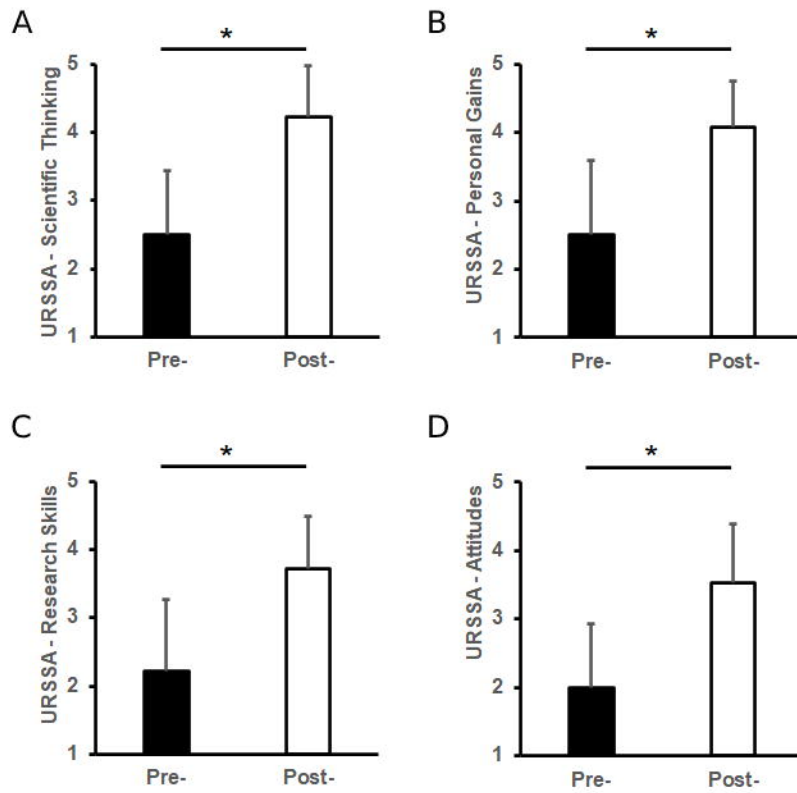 A
*
URSSA - Scientific Thinking
5
4
3
2
1
Pre-
Post-
B
*
URSSA - Personal Gains
5
4
3
2
1
Pre-
Post-
C
*
URSSA - Research Skills
5
4
3
2
1
Pre-
Post-
D
*
URSSA - Attitudes
5
4
3
2
1
Pre-
Post-